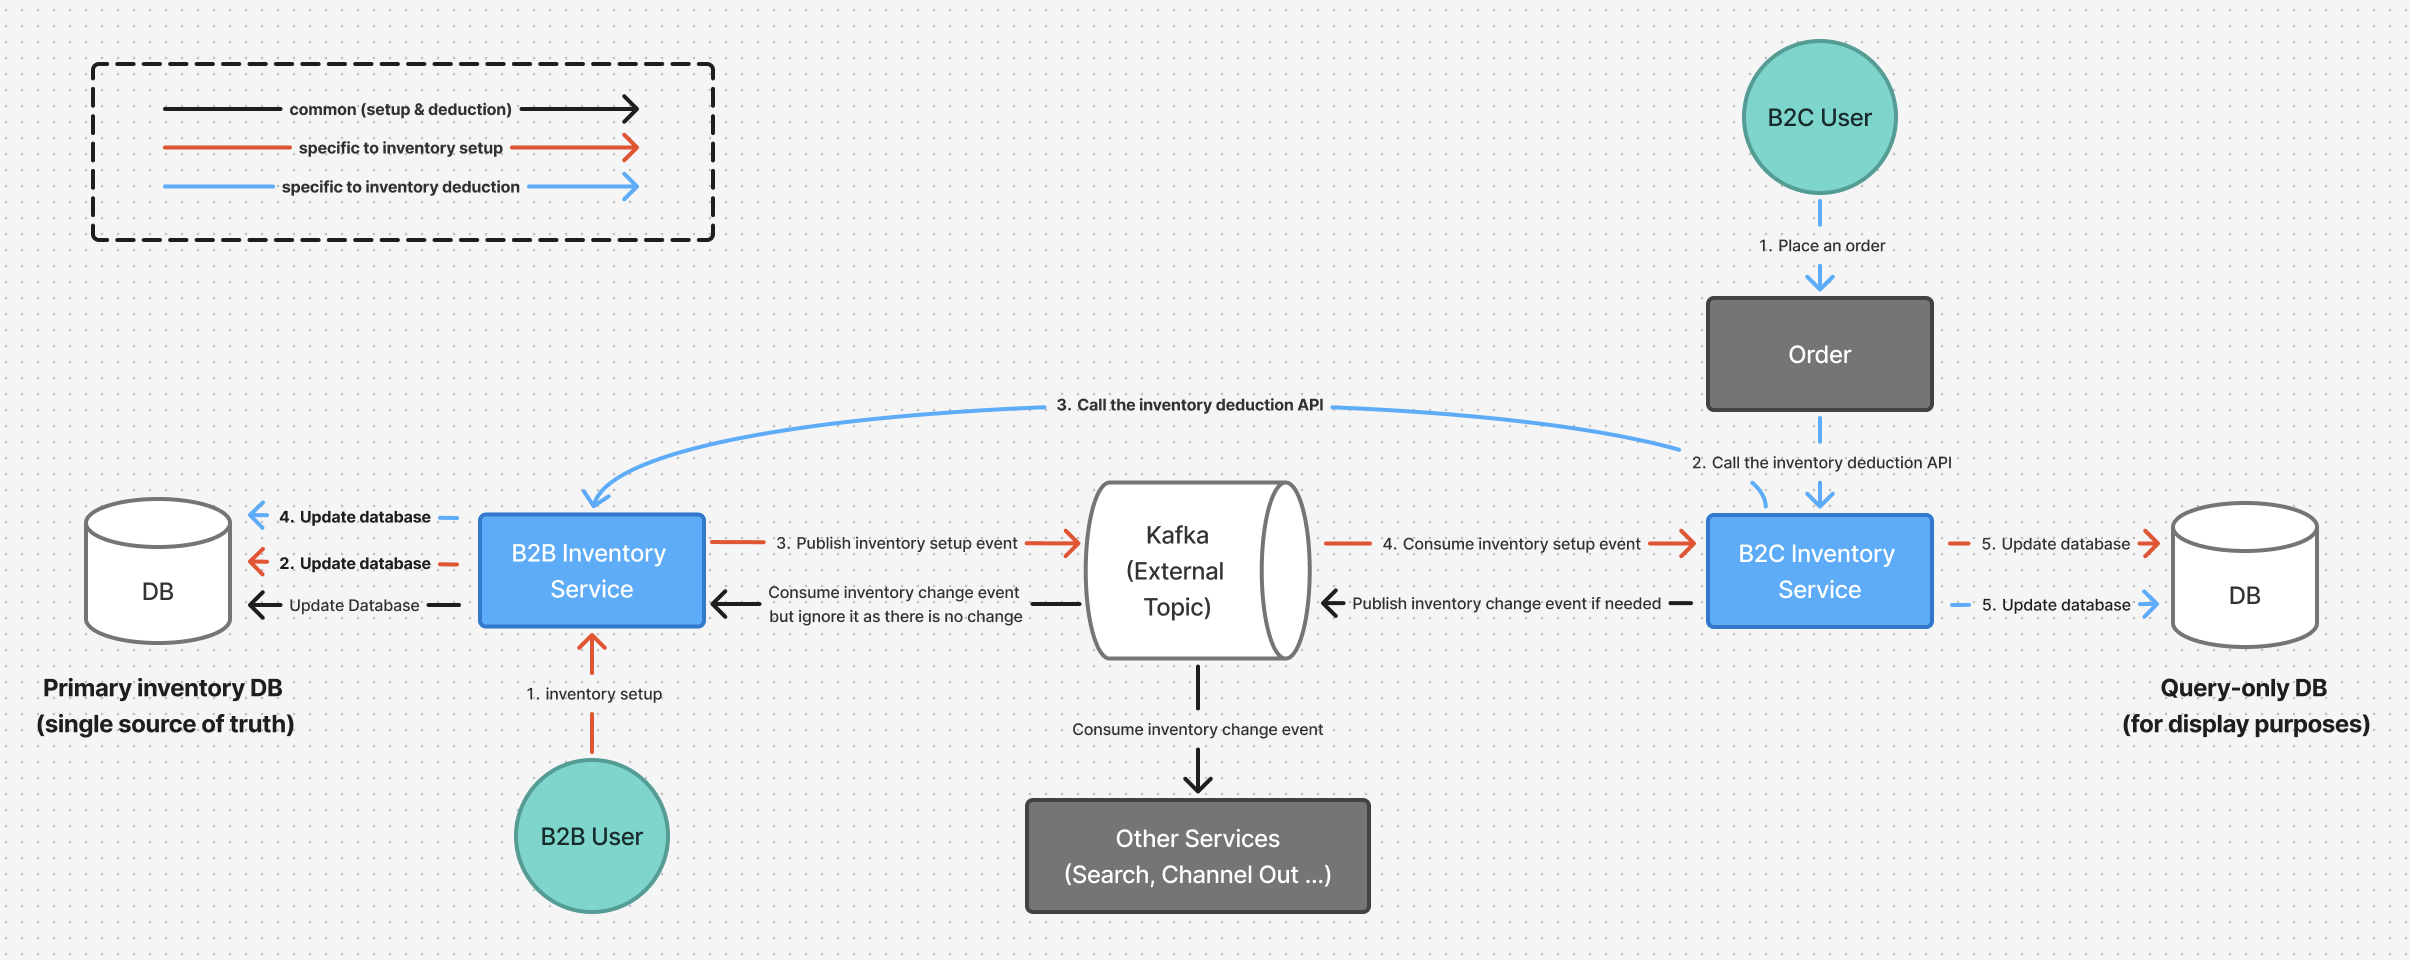 common (setup & deduction)
specific to inventory setup
specific to inventory deduction
B2C User
1. Place an order
Order
3. Call the inventory deduction API
2. Call the inventory deduction API
4. Update database
2. Update database
Update Database
DB
Primary inventory DB
(single source of truth)
B2B Inventory
Service
3. Publish inventory setup event
Consume inventory change event
but ignore it as there is no change
Kafka
(External
Topic)
4. Consume inventory setup event
Publish inventory change event if needed
B2C Inventory
Service
5. Update database
5. Update database
DB
Query-only DB
(for display purposes)
1. inventory setup
B2B User
Consume inventory change event
Other Services
(Search, Channel Out ...)